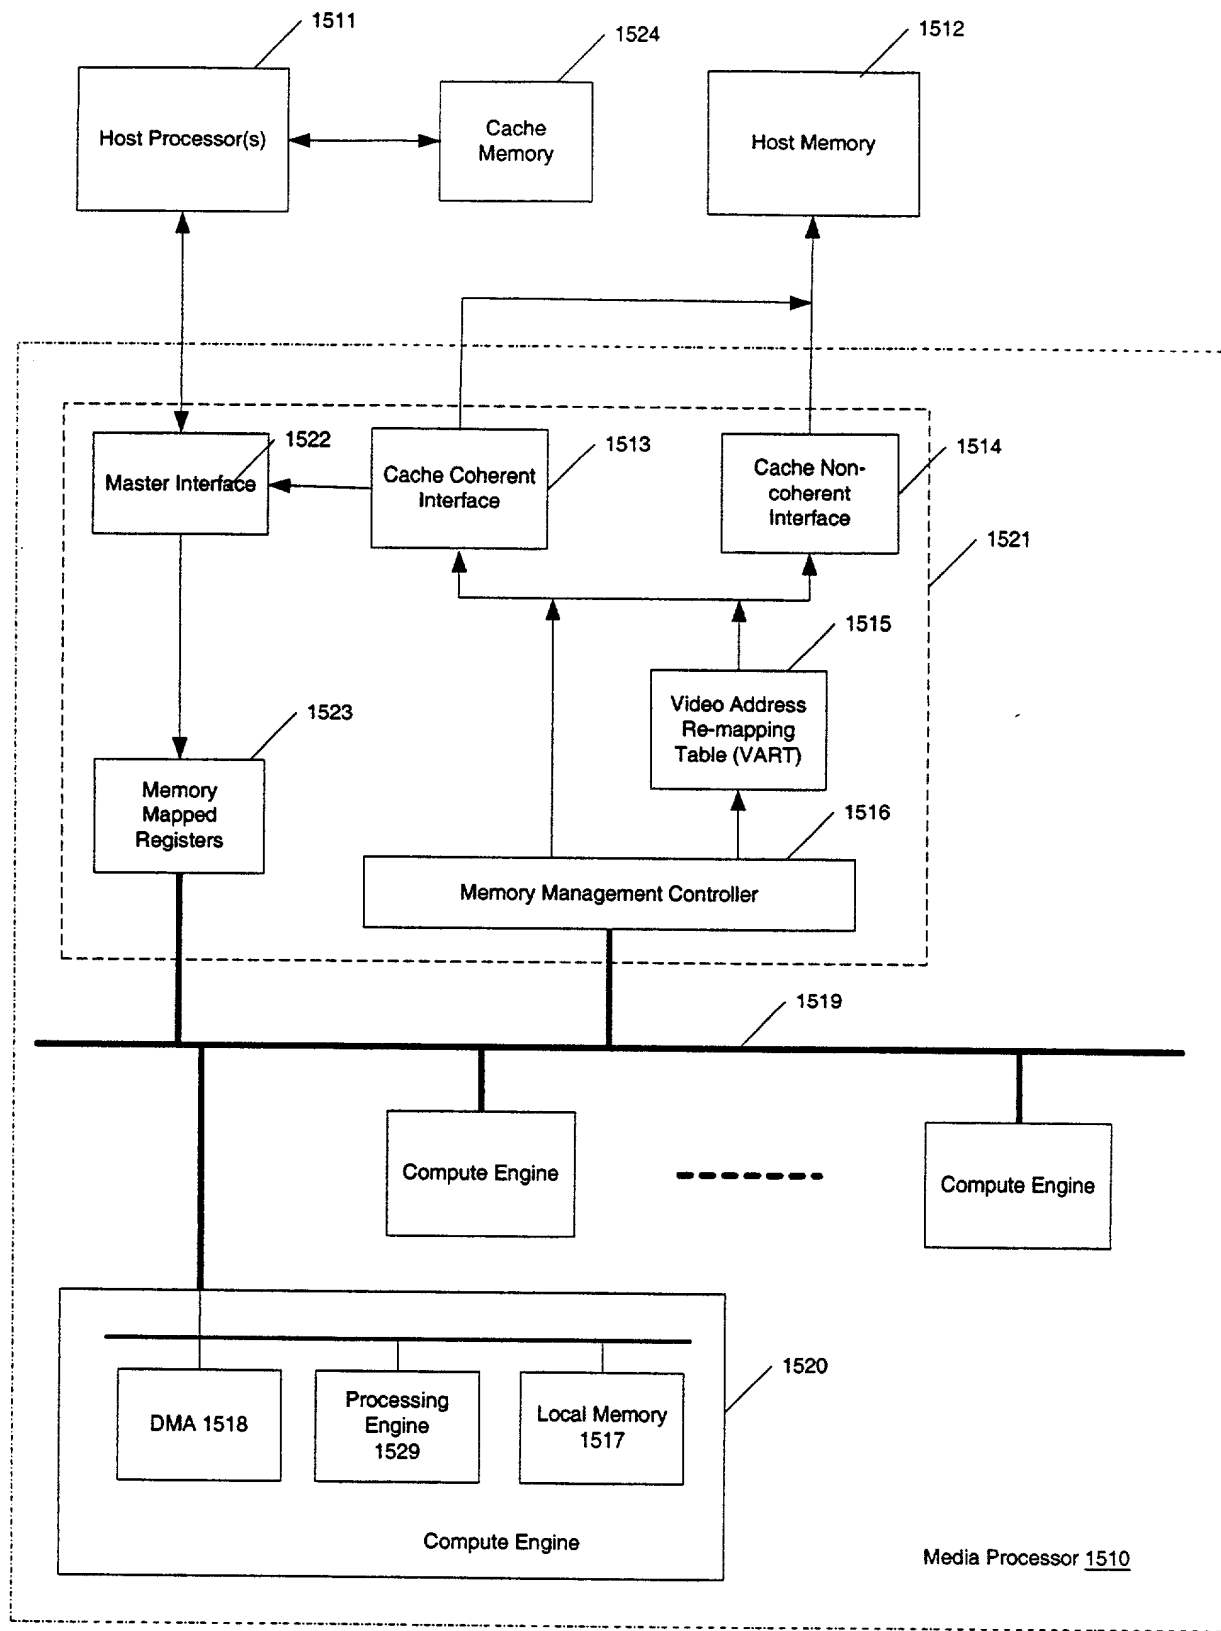 1511
1524
1512
Host Processor(s)
Cache
Memory
Host Memory
1522
1513
1514
Master Interface
Cache Coherent
Interface
Cache Non-
coherent
Interface
1521
1515
Video Address
Re-mapping
Table (VART)
1523
Memory
Mapped
Registers
1516
Memory Management Controller
1519
Compute Engine
Compute Engine
1520
DMA 1518
Processing
Engine
1529
Local Memory
1517
Compute Engine
Media Processor 1510